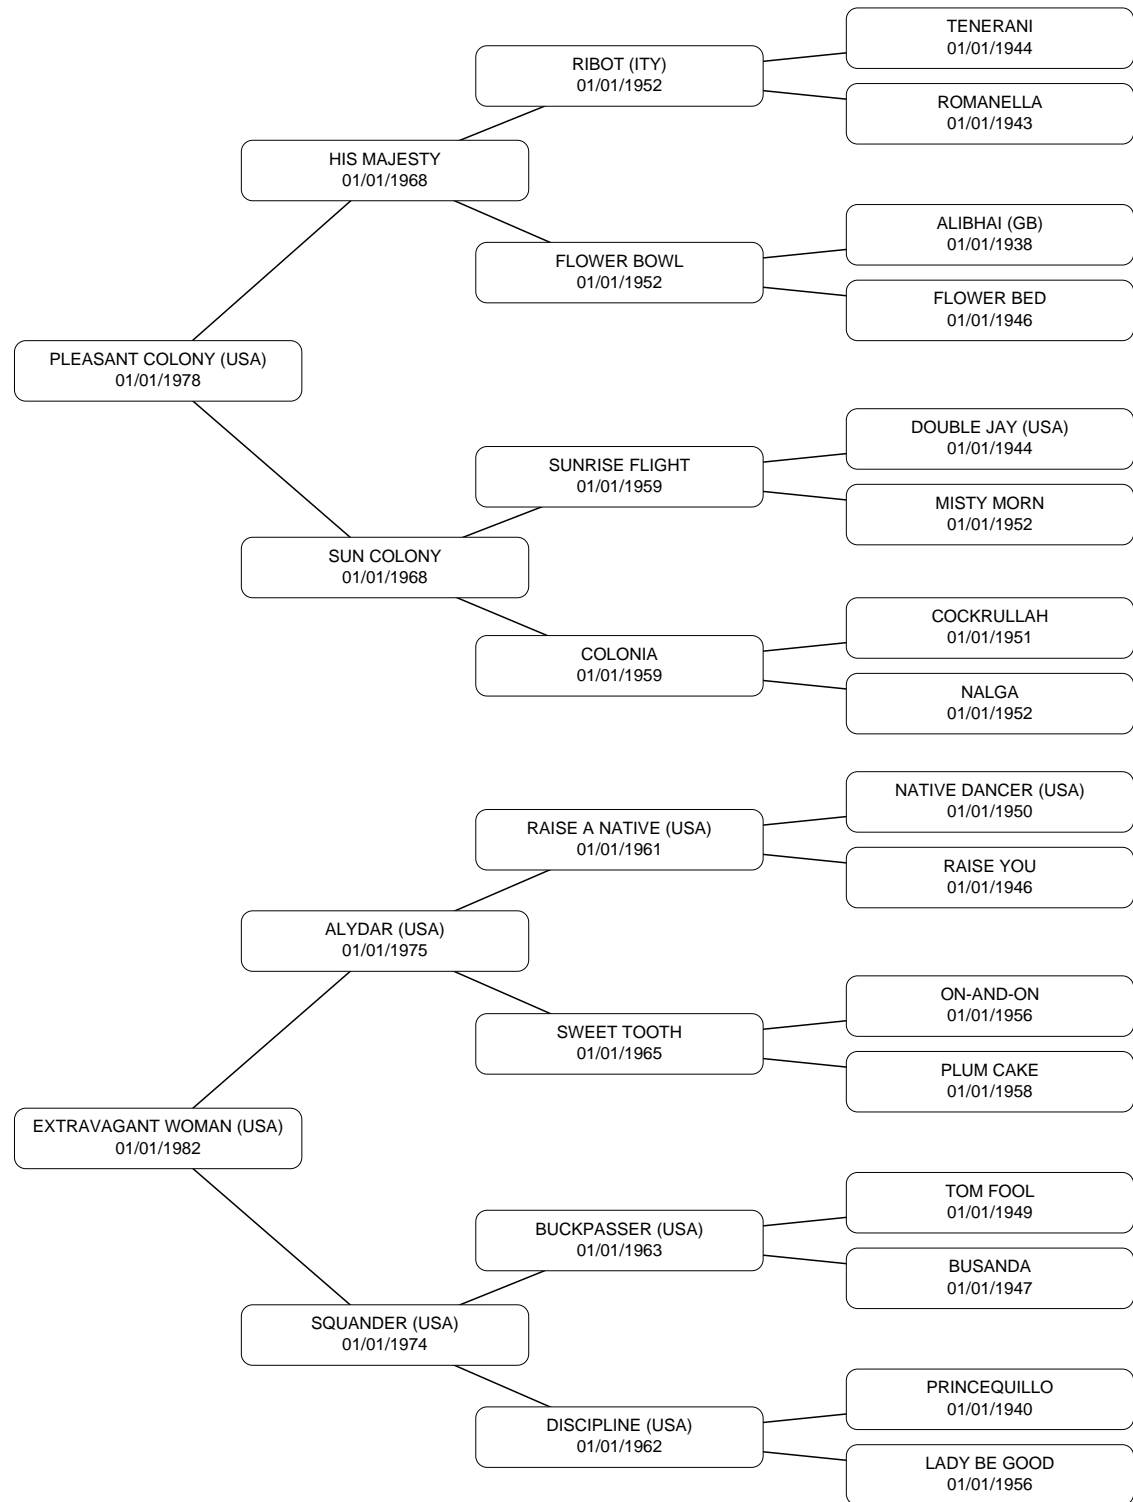 TENERANI
01/01/1944
RIBOT (ITY)
01/01/1952
ROMANELLA
01/01/1943
HIS MAJESTY
01/01/1968
ALIBHAI (GB)
01/01/1938
FLOWER BOWL
01/01/1952
FLOWER BED
01/01/1946
PLEASANT COLONY (USA)
01/01/1978
DOUBLE JAY (USA)
01/01/1944
SUNRISE FLIGHT
01/01/1959
MISTY MORN
01/01/1952
SUN COLONY
01/01/1968
COCKRULLAH
01/01/1951
COLONIA
01/01/1959
NALGA
01/01/1952
NATIVE DANCER (USA)
01/01/1950
RAISE A NATIVE (USA)
01/01/1961
RAISE YOU
01/01/1946
ALYDAR (USA)
01/01/1975
ON-AND-ON
01/01/1956
SWEET TOOTH
01/01/1965
PLUM CAKE
01/01/1958
EXTRAVAGANT WOMAN (USA)
01/01/1982
TOM FOOL
01/01/1949
BUCKPASSER (USA)
01/01/1963
BUSANDA
01/01/1947
SQUANDER (USA)
01/01/1974
PRINCEQUILLO
01/01/1940
DISCIPLINE (USA)
01/01/1962
LADY BE GOOD
01/01/1956